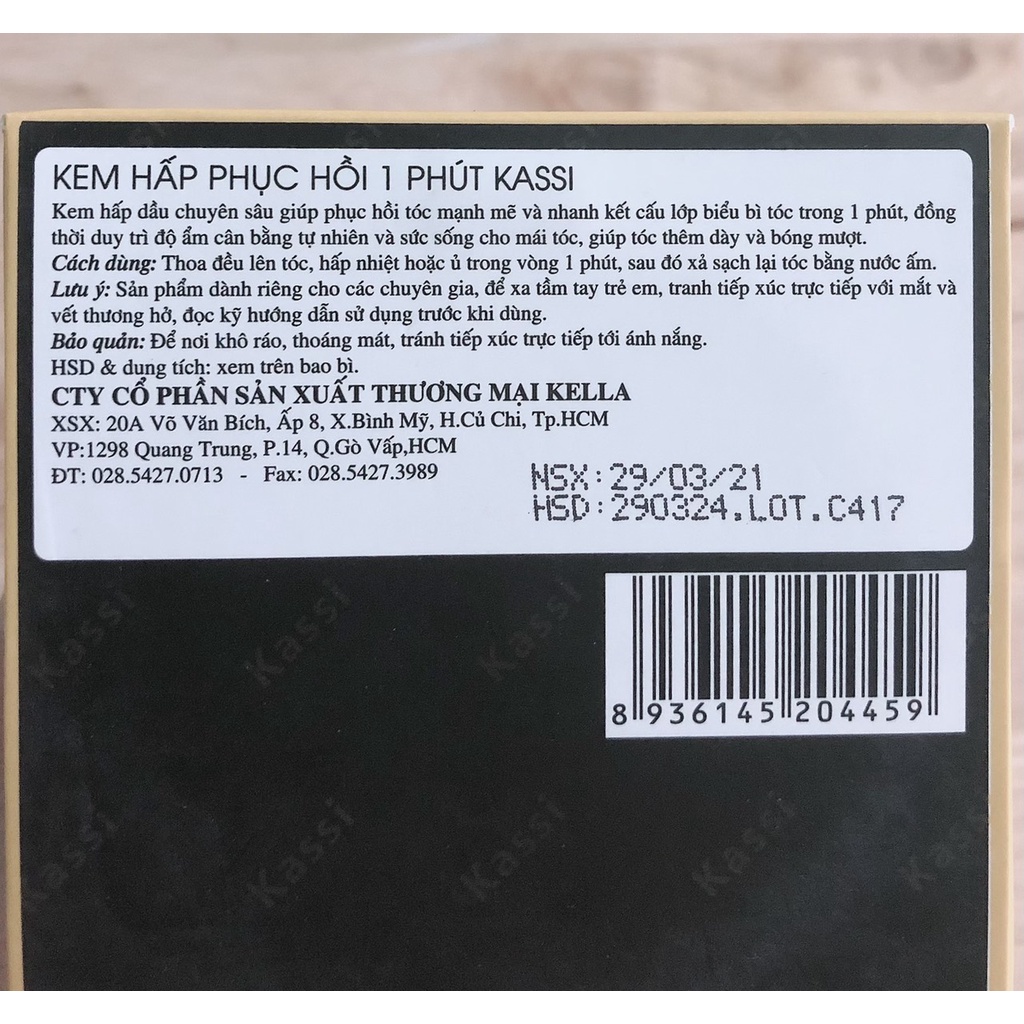 KEM HẤP PHỤC HỒI 1 PHÚT KASSI
Kem hấp dầu chuyên sâu giúp phục hồi tóc mạnh mẽ và nhanh kết cấu lớp biểu bì tóc trong 1 phút, đồng
thời duy trì độ ẩm cân bằng tự nhiên và sức sống cho mái tóc, giúp tóc thêm dày và bóng mượt.
Cách dùng: Thoa đều lên tóc, hấp nhiệt hoặc ủ trong vòng 1 phút, sau đó xả sạch lại tóc bằng nước ấm.
Lưu ý: Sản phẩm dành riêng cho các chuyên gia, để xa tầm tay trẻ em, tranh tiếp xúc trực tiếp với mắt và
vết thương hở, đọc kỹ hướng dẫn sử dụng trước khi dùng.
Bảo quản: Để nơi khô ráo, thoáng mát, tránh tiếp xúc trực tiếp tới ánh nắng.
HSD & dung tích: xem trên bao bì.
CTY CỔ PHẦN SẢN XUẤT THƯƠNG MẠI KELLA
XSX: 20A Võ Văn Bích, Ấp 8, X.Bình Mỹ, H.Củ Chi, Tp.HCM
VP:1298 Quang Trung, P.14, Q.Gò Vấp,HCM
ĐT: 028.5427.0713 - Fax: 028.5427.3989
NSX:29/03/21
HSD:290324.LOT.C417
8 936145 204459
Kassi Kassi Kassi
Kassi Kassi Kassi Kassi Kassi